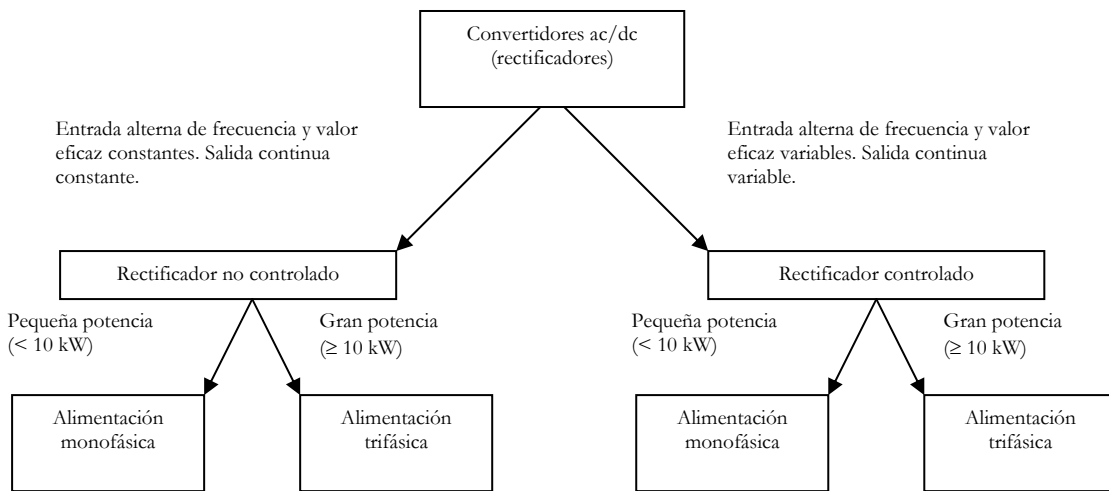 Convertidores ac/dc
(rectificadores)
Entrada alterna de frecuencia y valor
eficaz constantes. Salida continua
constante.
Entrada alterna de frecuencia y valor
eficaz variables. Salida continua
variable.
Rectificador no controlado
Rectificador controlado
Pequeña potencia
(< 10 kW)
Gran potencia
(≥ 10 kW)
Pequeña potencia
(< 10 kW)
Gran potencia
(≥ 10 kW)
Alimentación
monofásica
Alimentación
trifásica
Alimentación
monofásica
Alimentación
trifásica